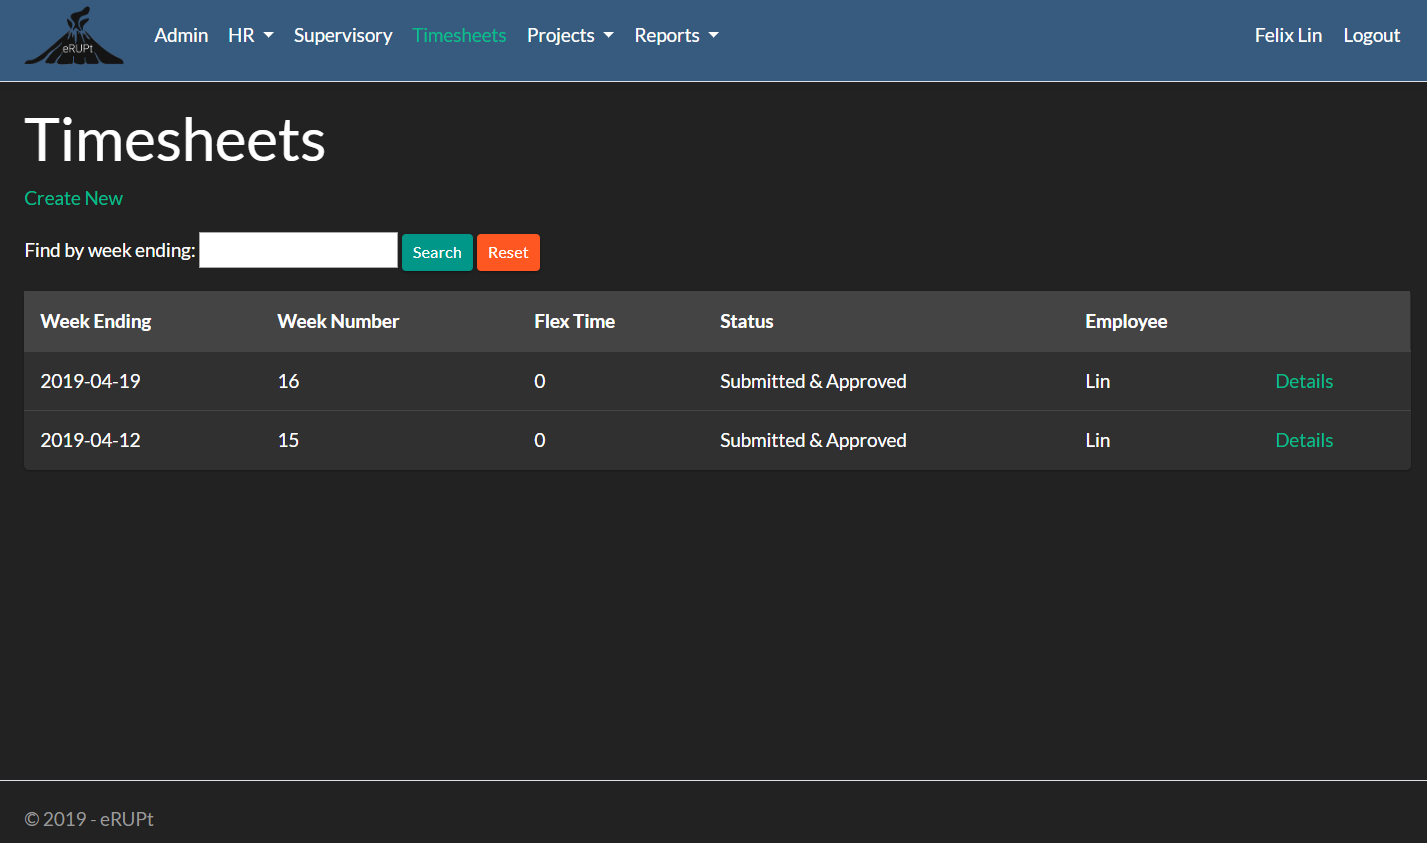 eRUPt Admin HR Supervisory Timesheets Projects Reports Felix Lin Logout
Timesheets
Create New
Find by week ending: Search Reset
Week Ending Week Number Flex Time Status Employee
2019-04-19 16 0 Submitted & Approved Lin Details
2019-04-12 15 0 Submitted & Approved Lin Details
© 2019 - eRUPt